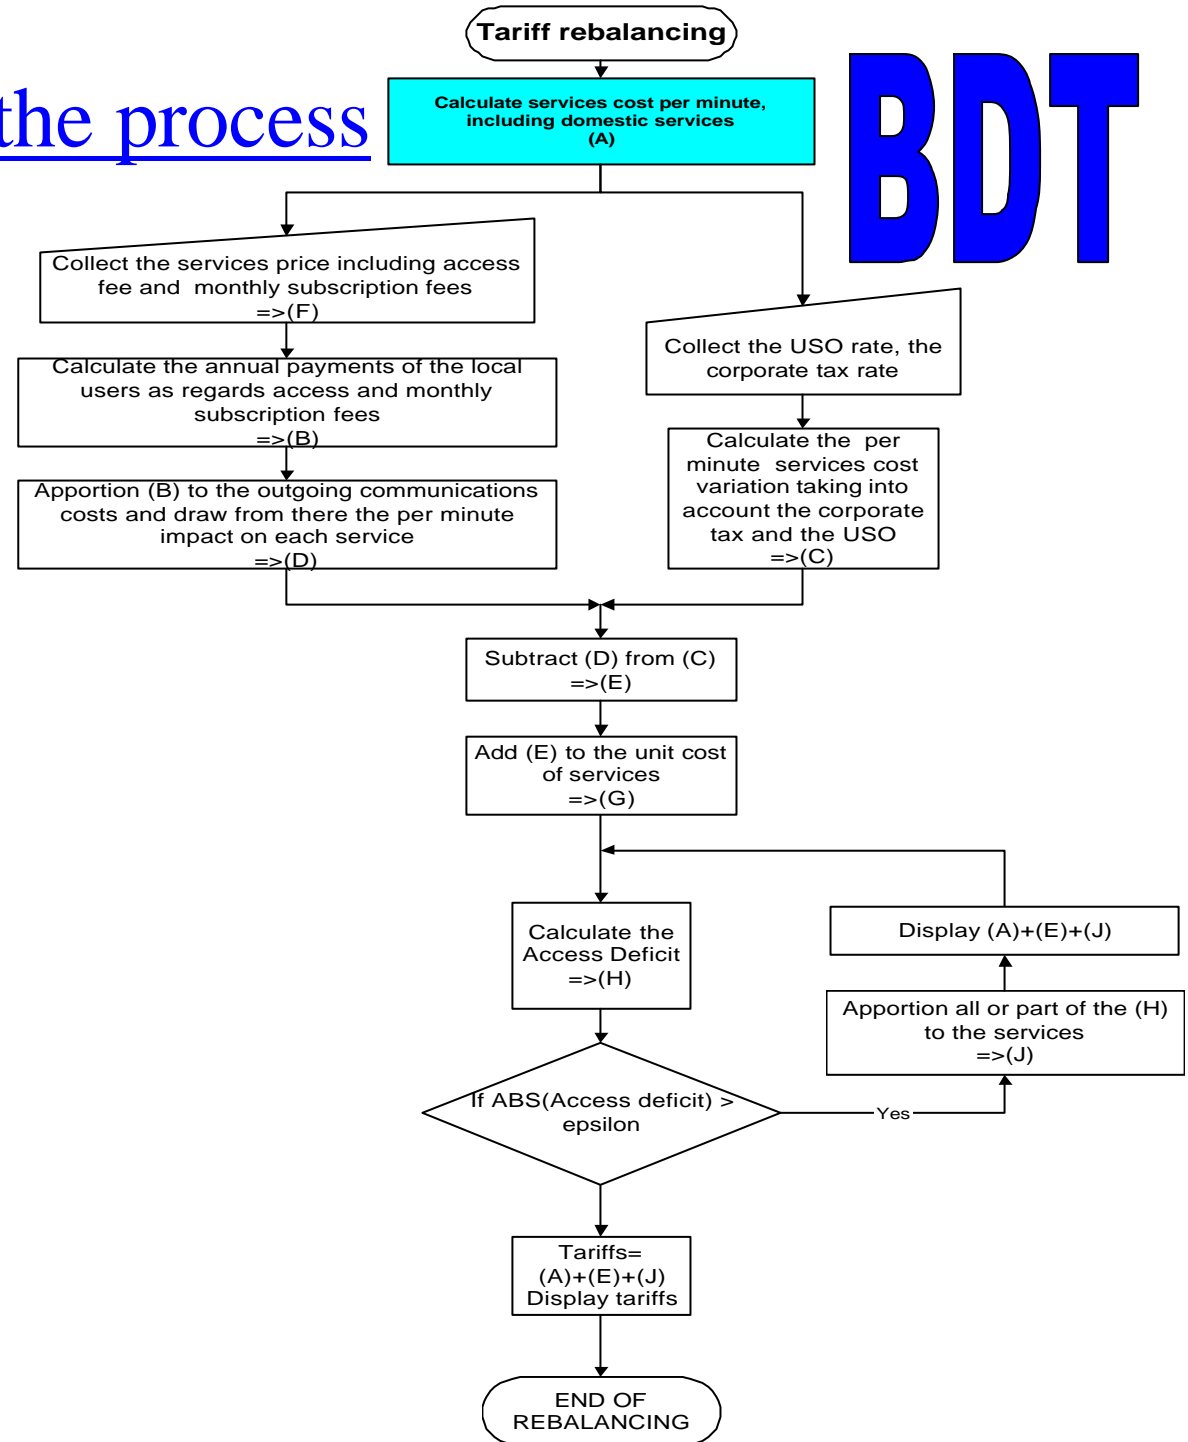 Tariff rebalancing
the process
Calculate services cost per minute,
including domestic services
(A)
BDT
Collect the services price including access
fee and monthly subscription fees
=>(F)
Collect the USO rate, the
corporate tax rate
Calculate the annual payments of the local
users as regards access and monthly
subscription fees
=>(B)
Calculate the per
minute services cost
variation taking into
account the corporate
tax and the USO
=>(C)
Apportion (B) to the outgoing communications
costs and draw from there the per minute
impact on each service
=>(D)
Subtract (D) from (C)
=>(E)
Add (E) to the unit cost
of services
=>(G)
Calculate the
Access Deficit
=>(H)
Display (A)+(E)+(J)
Apportion all or part of the (H)
to the services
=>(J)
If ABS(Access deficit) >
epsilon
Yes
Tariffs=
(A)+(E)+(J)
Display tariffs
END OF
REBALANCING